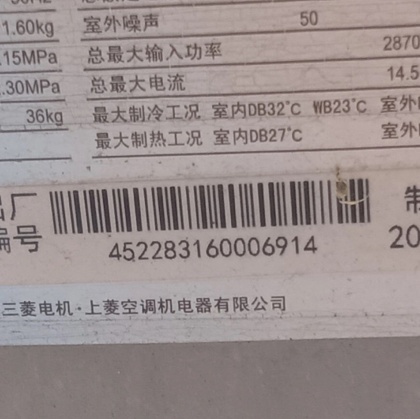 1.60kg 室外噪声 50
.15MPa 总最大输入功率 2870
.30MPa 总最大电流 14.5
36kg 最大制冷工况 室内DB32℃ WB23℃ 室外
最大制热工况 室内DB27℃ 室外
出厂 制
编号
452283160006914 20
三菱电机·上菱空调机电器有限公司